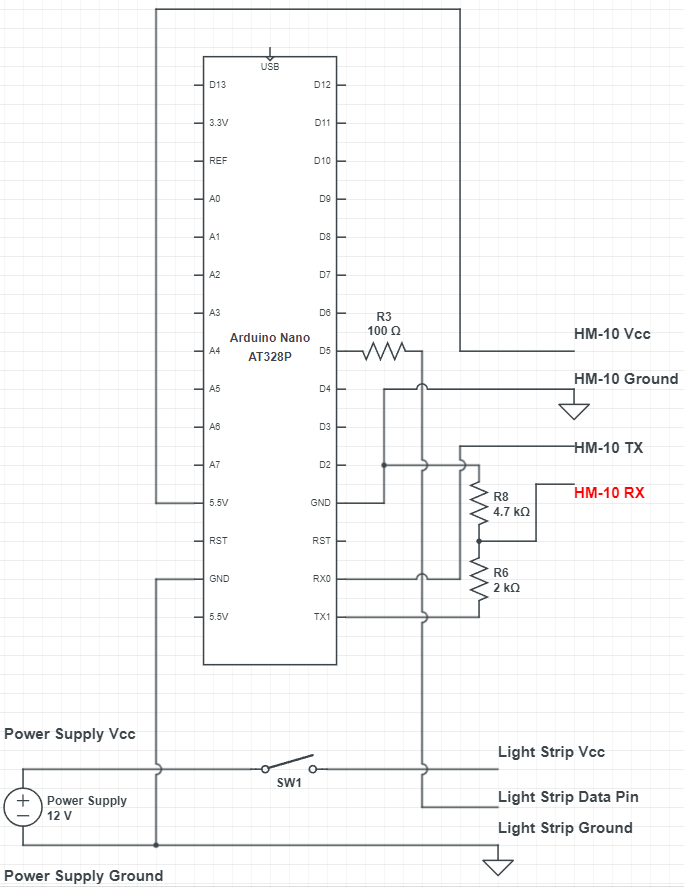 USB
D13 D12
3.3V D11
REF D10
A0 D9
A1 D8
A2 D7
A3 D6
R3
100 Ω
HM-10 Vcc
Arduino Nano
AT328P
A4 D5
HM-10 Ground
A5 D4
A6 D3
HM-10 TX
A7 D2
HM-10 RX
R8
4.7 kΩ
5.5V GND
RST RST
R6
2 kΩ
GND RX0
5.5V TX1
Power Supply Vcc
Light Strip Vcc
SW1
Power Supply
12 V
Light Strip Data Pin
Light Strip Ground
Power Supply Ground